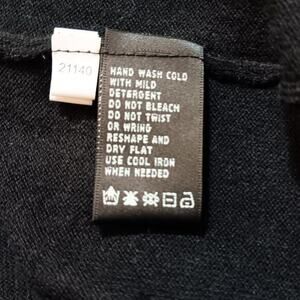 21140
HAND WASH COLD
WITH MILD
DETERGENT
DO NOT BLEACH
DO NOT TWIST
OR WRING
RESHAPE AND
DRY FLAT
USE COOL IRON
WHEN NEEDED